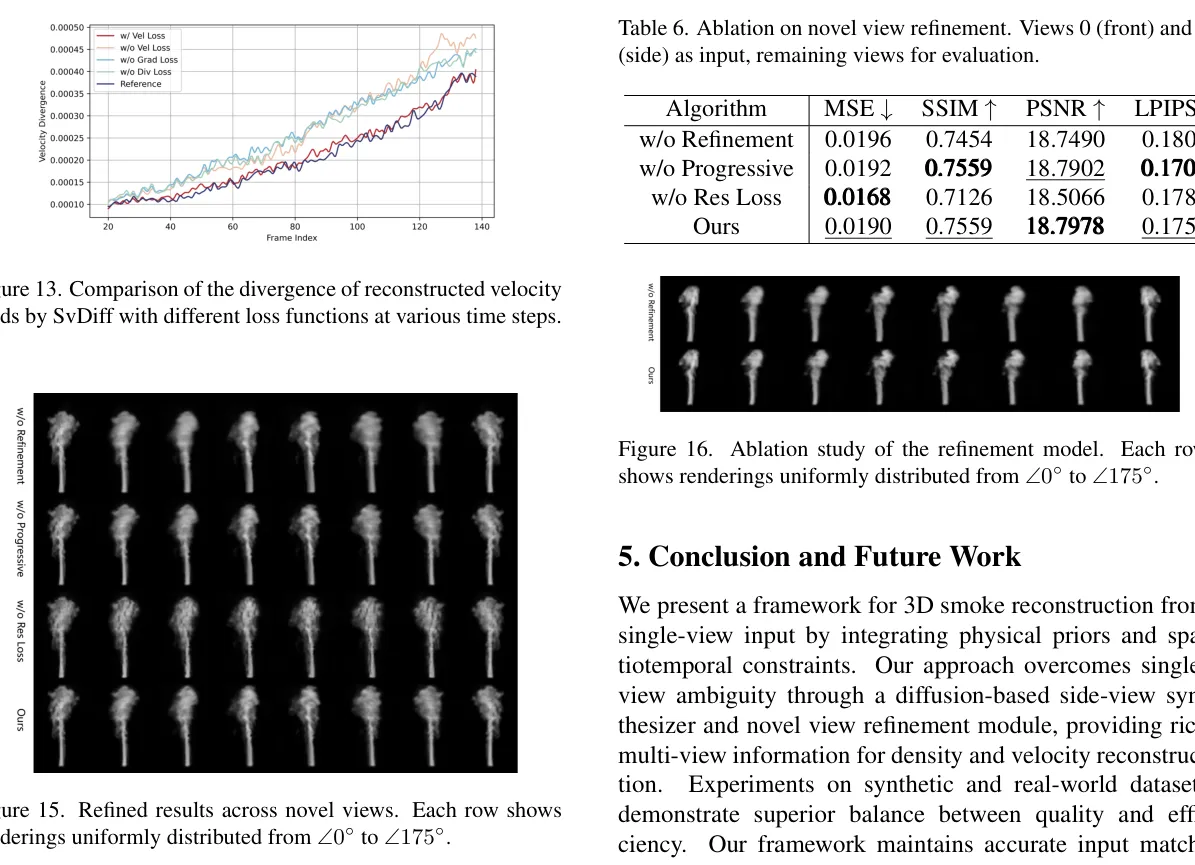 0.00050
0.00045
0.00040
0.00035
0.00030
0.00025
0.00020
0.00015
0.00010
Velocity Divergence
w/ Vel Loss
w/o Vel Loss
w/o Grad Loss
w/o Div Loss
Reference
20 40 60 80 100 120 140
Frame Index
gure 13. Comparison of the divergence of reconstructed velocity
ds by SvDiff with different loss functions at various time steps.
w/o Refinement
w/o Progressive
w/o Res Loss
Ours
gure 15. Refined results across novel views. Each row shows
derings uniformly distributed from ∠0° to ∠175°.
Table 6. Ablation on novel view refinement. Views 0 (front) and
(side) as input, remaining views for evaluation.
Algorithm MSE ↓ SSIM ↑ PSNR ↑ LPIPS
w/o Refinement 0.0196 0.7454 18.7490 0.180
w/o Progressive 0.0192 0.7559 18.7902 0.170
w/o Res Loss 0.0168 0.7126 18.5066 0.178
Ours 0.0190 0.7559 18.7978 0.175
w/o Refinement
Ours
Figure 16. Ablation study of the refinement model. Each row
shows renderings uniformly distributed from ∠0° to ∠175°.
5. Conclusion and Future Work
We present a framework for 3D smoke reconstruction from
single-view input by integrating physical priors and spa
tiotemporal constraints. Our approach overcomes single
view ambiguity through a diffusion-based side-view syn
thesizer and novel view refinement module, providing ric
multi-view information for density and velocity reconstruc
tion. Experiments on synthetic and real-world dataset
demonstrate superior balance between quality and effi
ciency. Our framework maintains accurate input match